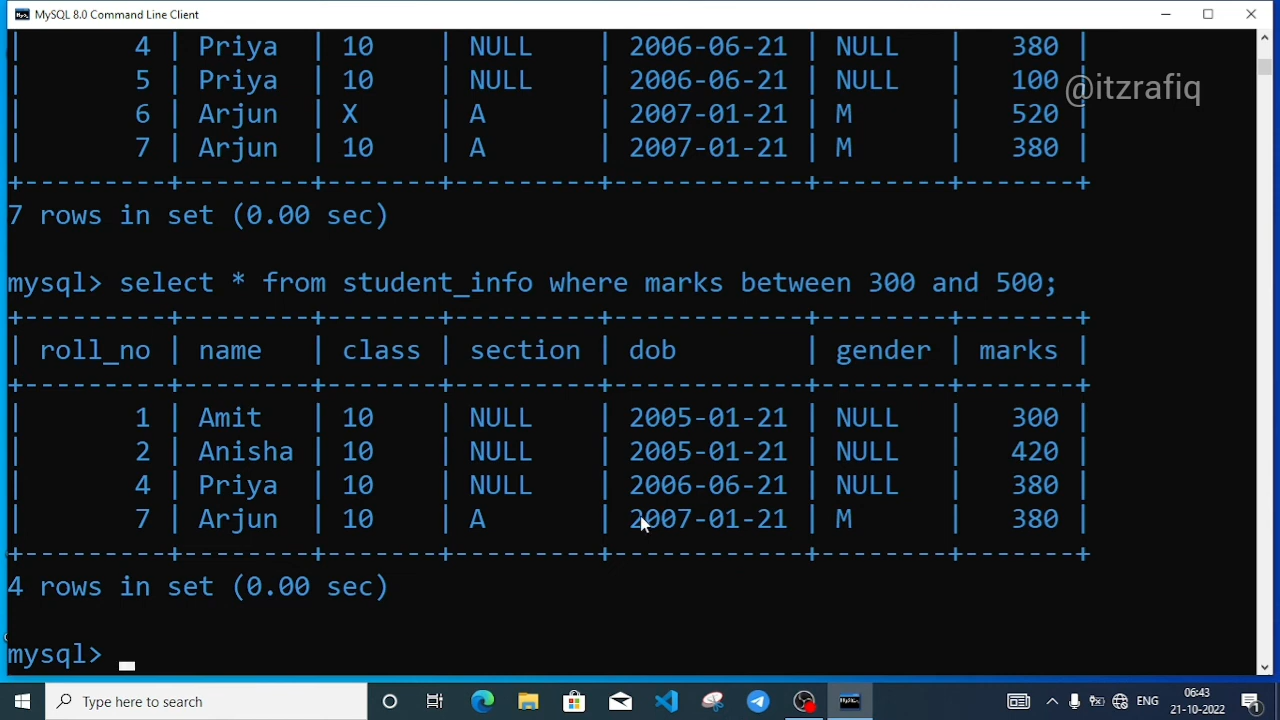 MySQL 8.0 Command Line Client
|       4 | Priya  | 10    | NULL    | 2006-06-21 | NULL   |   380 |
|       5 | Priya  | 10    | NULL    | 2006-06-21 | NULL   |   100 |
@itzrafiq
|       6 | Arjun  | X     | A       | 2007-01-21 | M      |   520 |
|       7 | Arjun  | 10    | A       | 2007-01-21 | M      |   380 |
+---------+--------+-------+---------+------------+--------+-------+
7 rows in set (0.00 sec)
mysql> select * from student_info where marks between 300 and 500;
+---------+--------+-------+---------+------------+--------+-------+
| roll_no | name   | class | section | dob        | gender | marks |
+---------+--------+-------+---------+------------+--------+-------+
|       1 | Amit   | 10    | NULL    | 2005-01-21 | NULL   |   300 |
|       2 | Anisha | 10    | NULL    | 2005-01-21 | NULL   |   420 |
|       4 | Priya  | 10    | NULL    | 2006-06-21 | NULL   |   380 |
|       7 | Arjun  | 10    | A       | 2007-01-21 | M      |   380 |
+---------+--------+-------+---------+------------+--------+-------+
4 rows in set (0.00 sec)
mysql>
Type here to search
ENG
06:43
21-10-2022
1